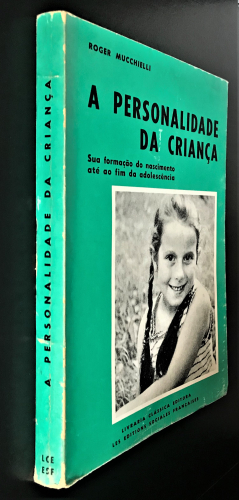 ROGER MUCCHIELLI
A PERSONALIDADE
DA CRIANÇA
Sua formação do nascimento
até ao fim da adolescência
LIVRARIA CLÁSSICA EDITORA
LES EDITIONS SOCIALES FRANÇAISES
A PERSONALIDADE DA CRIANÇA
LCE
ESF